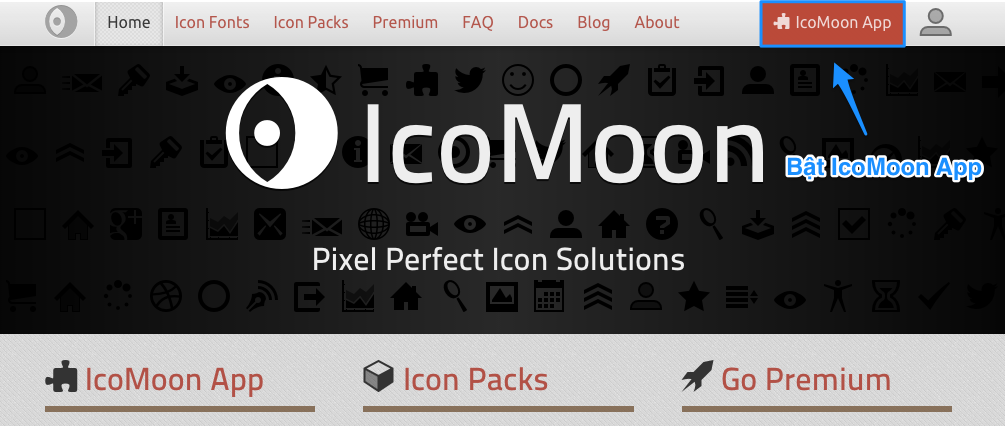 Home Icon Fonts Icon Packs Premium FAQ Docs Blog About IcoMoon App
IcoMoon
Bật IcoMoon App
Pixel Perfect Icon Solutions
IcoMoon App Icon Packs Go Premium